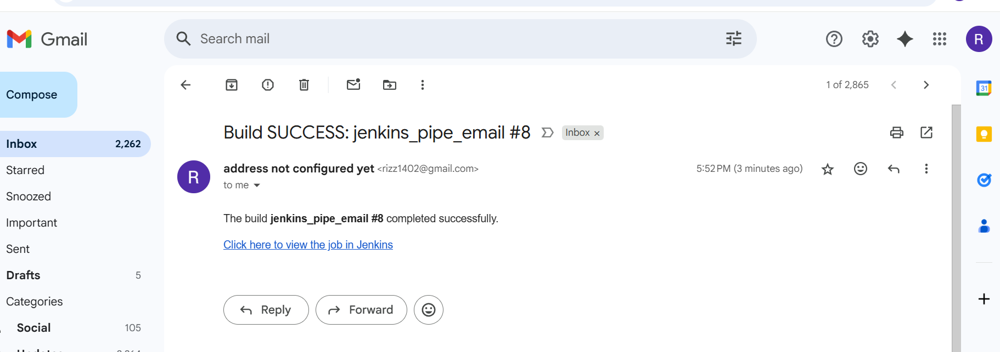 Gmail
Search mail
R
Compose
1 of 2,865
31
Build SUCCESS: jenkins_pipe_email #8
Inbox ×
Inbox 2,262
Starred
Snoozed
Important
Sent
Drafts 5
Categories
Social 105
R
address not configured yet <rizz1402@gmail.com>
5:52 PM (3 minutes ago)
to me
The build jenkins_pipe_email #8 completed successfully.
Click here to view the job in Jenkins
Reply
Forward